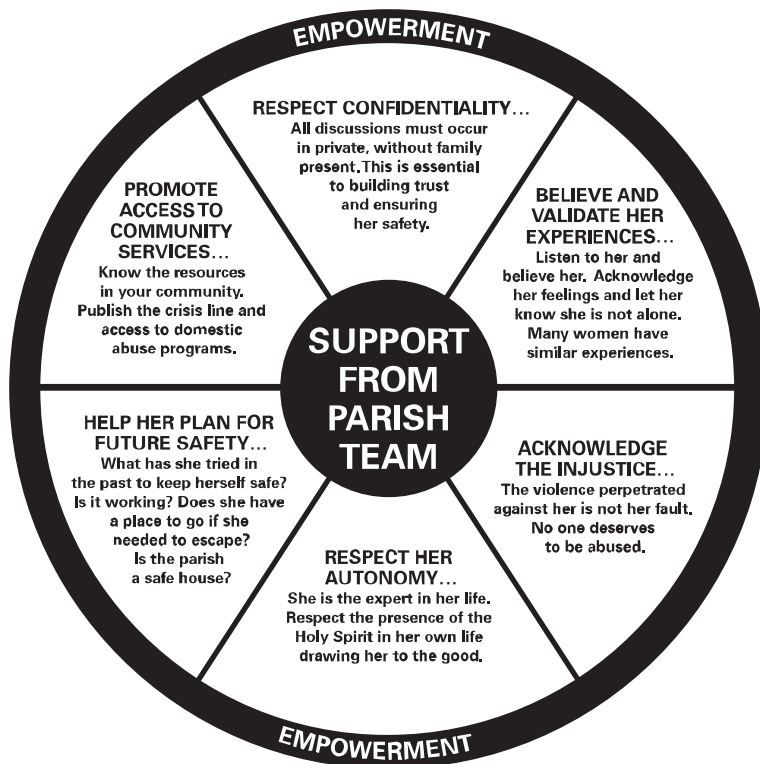 EMPOWERMENT
RESPECT CONFIDENTIALITY...
All discussions must occur
in private, without family
present. This is essential
to building trust
and ensuring
her safety.
BELIEVE AND
VALIDATE HER
EXPERIENCES...
Listen to her and
believe her. Acknowledge
her feelings and let her
know she is not alone.
Many women have
similar experiences.
ACKNOWLEDGE
THE INJUSTICE...
The violence perpetrated
against her is not her fault.
No one deserves
to be abused.
RESPECT HER
AUTONOMY...
She is the expert in her life.
Respect the presence of the
Holy Spirit in her own life
drawing her to the good.
HELP HER PLAN FOR
FUTURE SAFETY...
What has she tried in
the past to keep herself safe?
Is it working? Does she have
a place to go if she
needed to escape?
Is the parish
a safe house?
PROMOTE
ACCESS TO
COMMUNITY
SERVICES...
Know the resources
in your community.
Publish the crisis line and
access to domestic
abuse programs.
SUPPORT
FROM
PARISH
TEAM
EMPOWERMENT